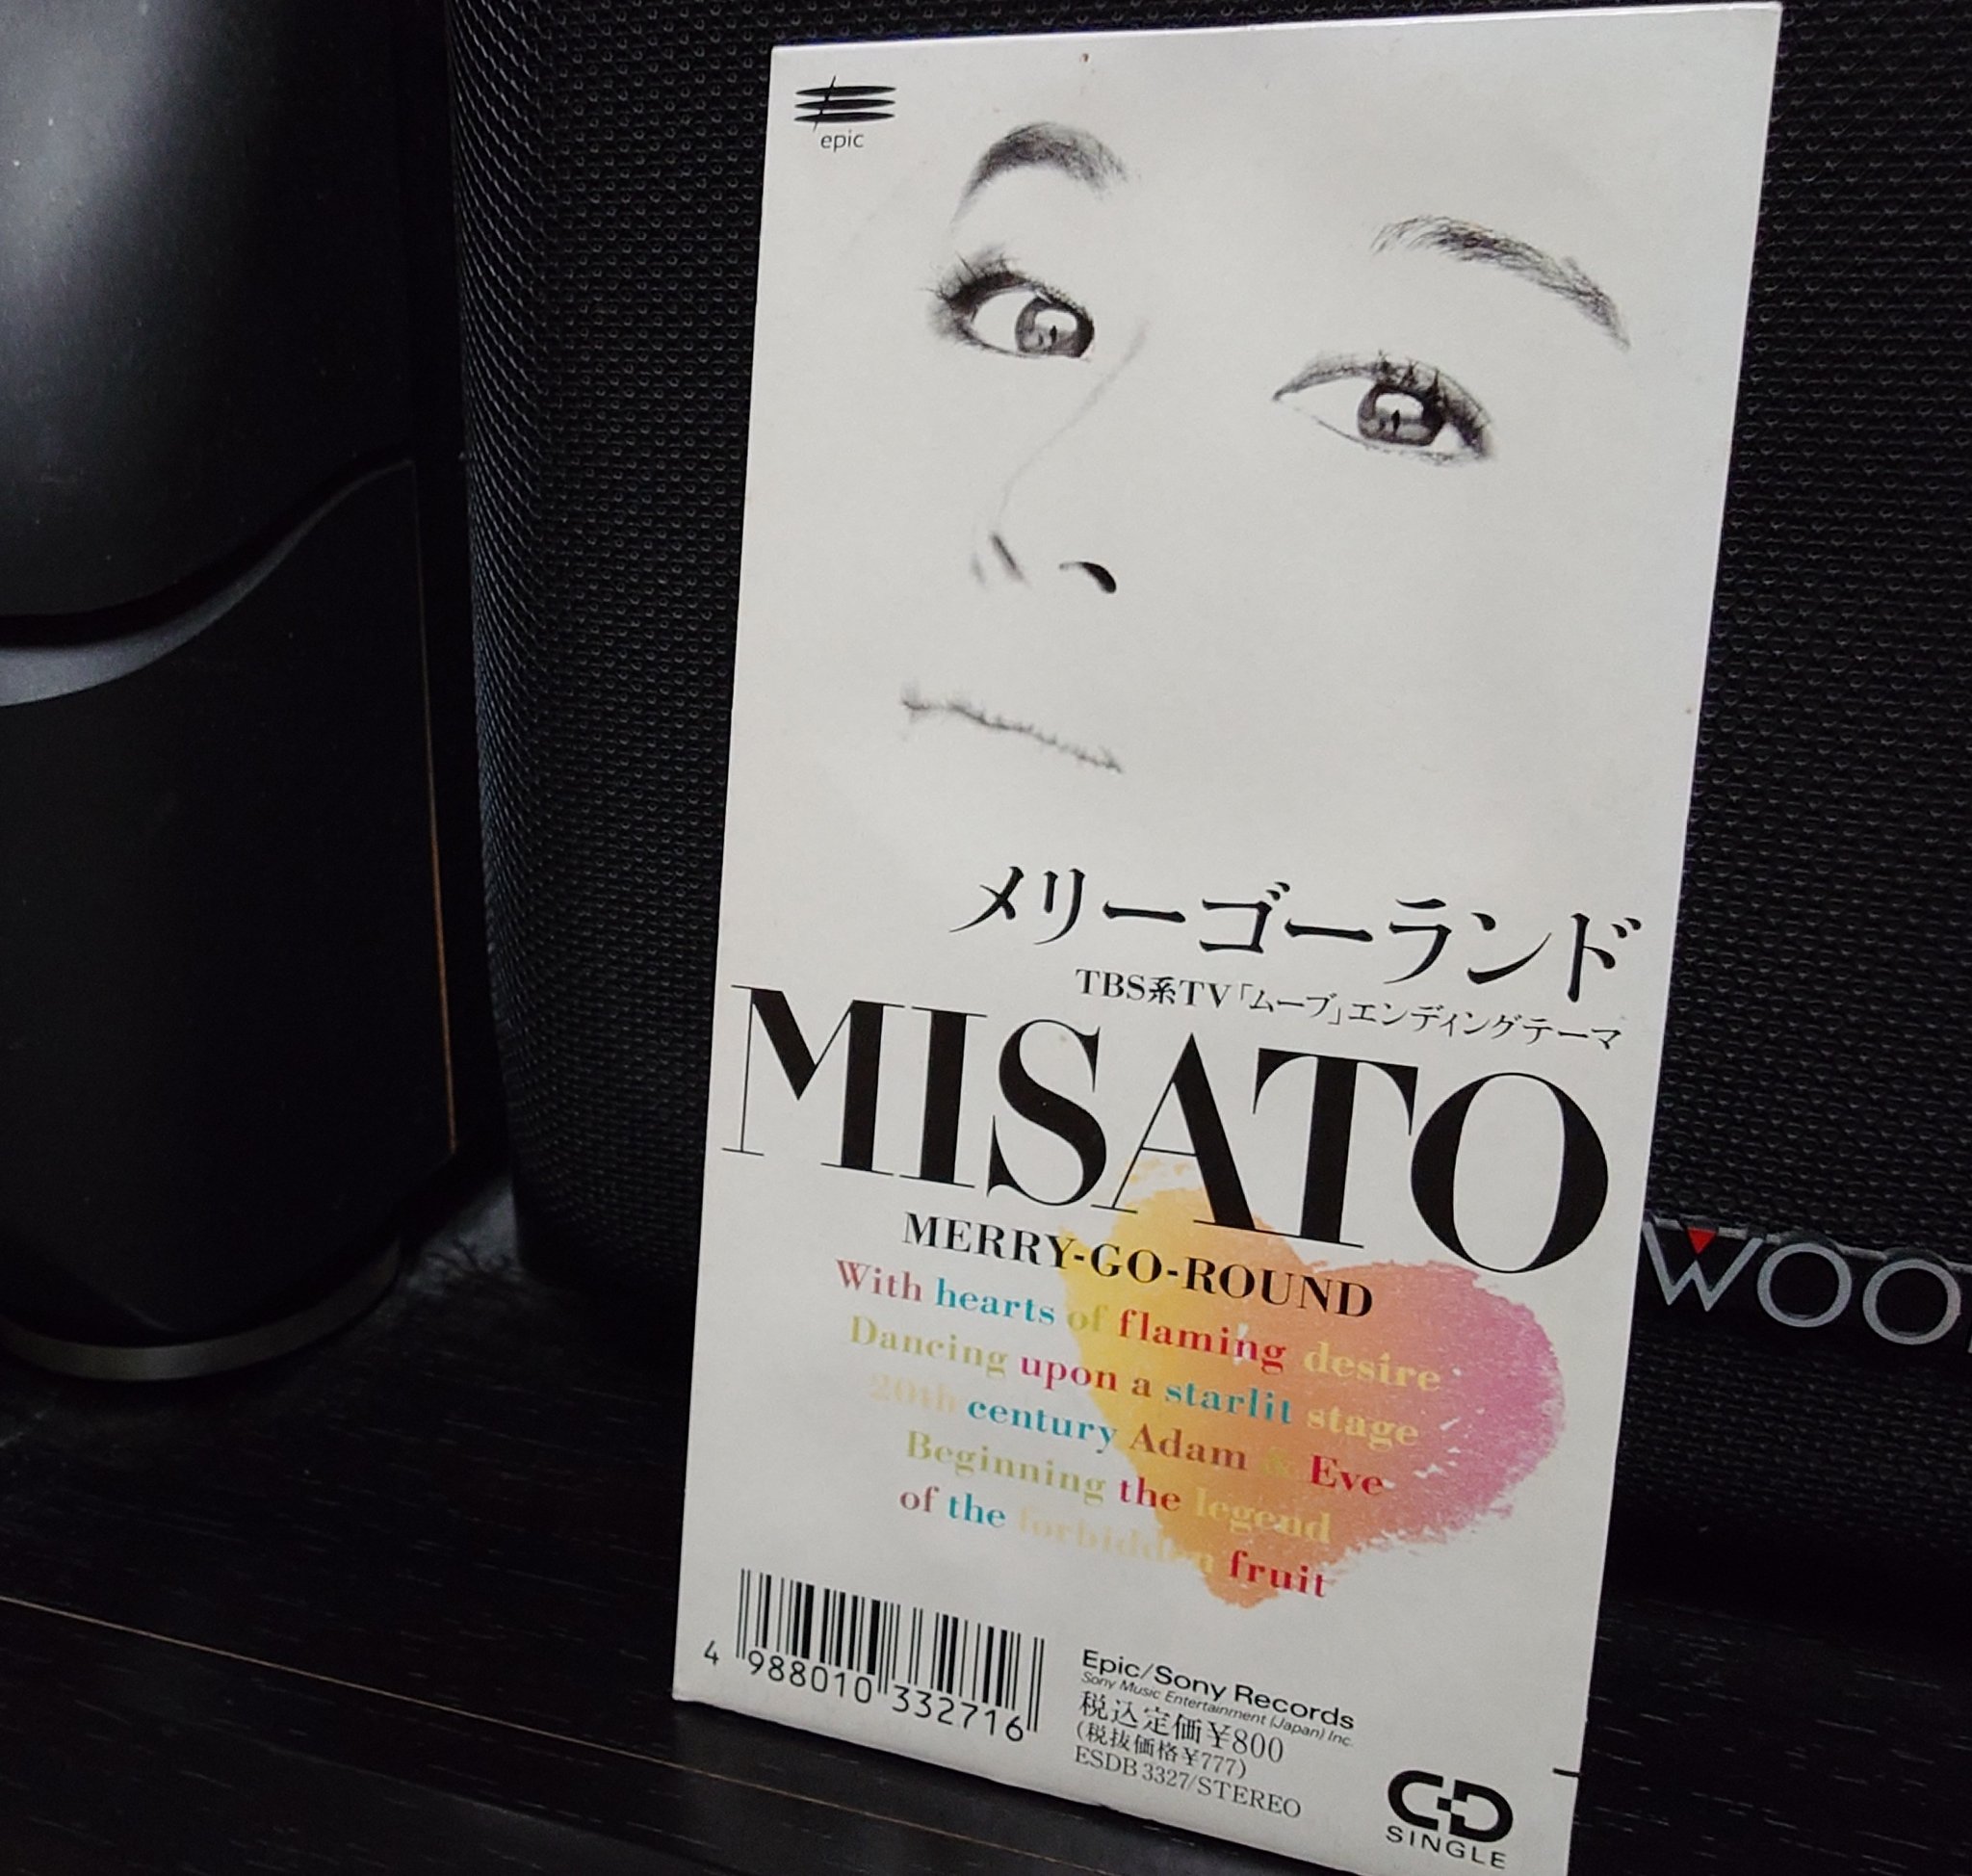 epic
メリーゴーランド
TBS系TV「ムーブ」エンディングテーマ
MISATO
MERRY-GO-ROUND
With hearts of flaming desire
Dancing upon a starlit stage
20th century Adam & Eve
Beginning the legend
of the forbidden fruit
4 988010 332716
Epic/Sony Records
Sony Music Entertainment (Japan) Inc.
税込定価¥800
(税抜価格¥777)
ESDB 3327/STEREO
CD
SINGLE
WOO